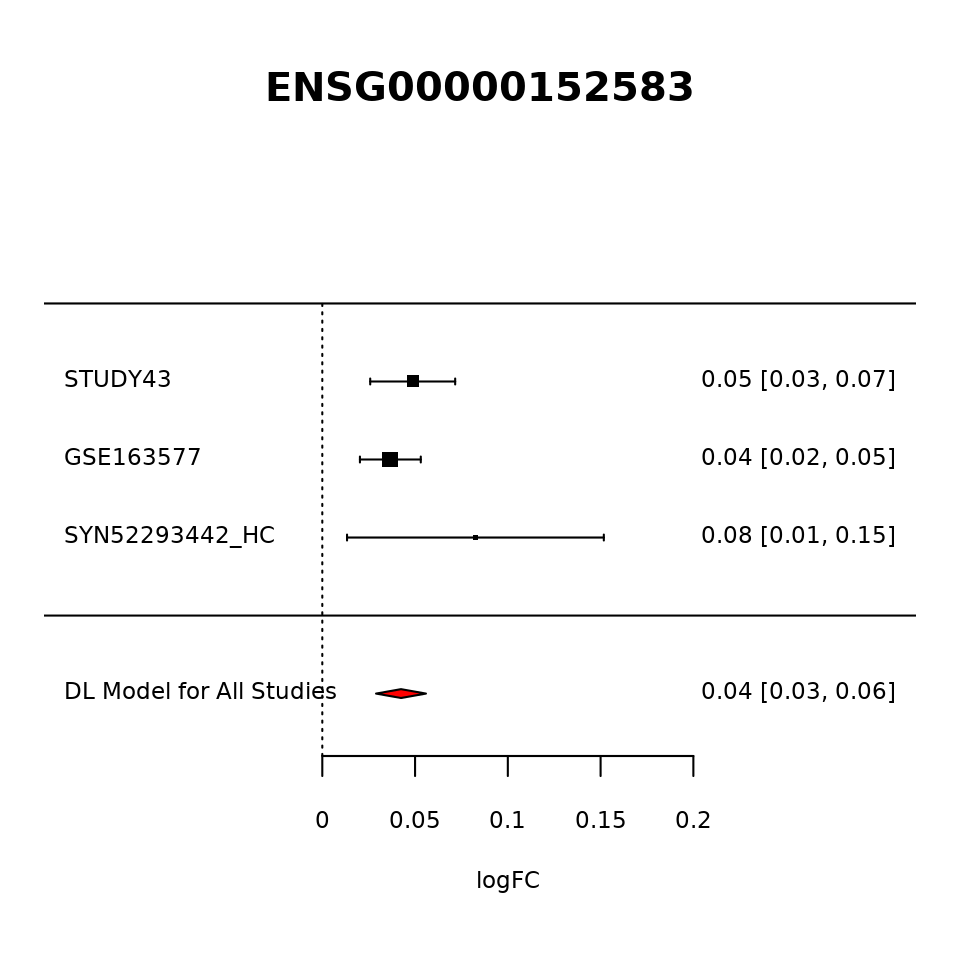 ENSG00000152583
STUDY43 0.05 [0.03, 0.07]
GSE163577 0.04 [0.02, 0.05]
SYN52293442_HC 0.08 [0.01, 0.15]
DL Model for All Studies 0.04 [0.03, 0.06]
0 0.05 0.1 0.15 0.2
logFC